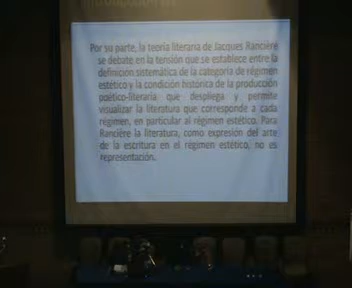 Por su parte, la teoría literaria de Jacques Rancière
se debate en la tensión que se establece entre la
definición sistemática de la categoría de régimen
estético y la condición histórica de la producción
poético-literaria que despliega y permite
visualizar la literatura que corresponde a cada
régimen, en particular al régimen estético. Para
Rancière la literatura, como expresión del arte
de la escritura en el régimen estético, no es
representación.